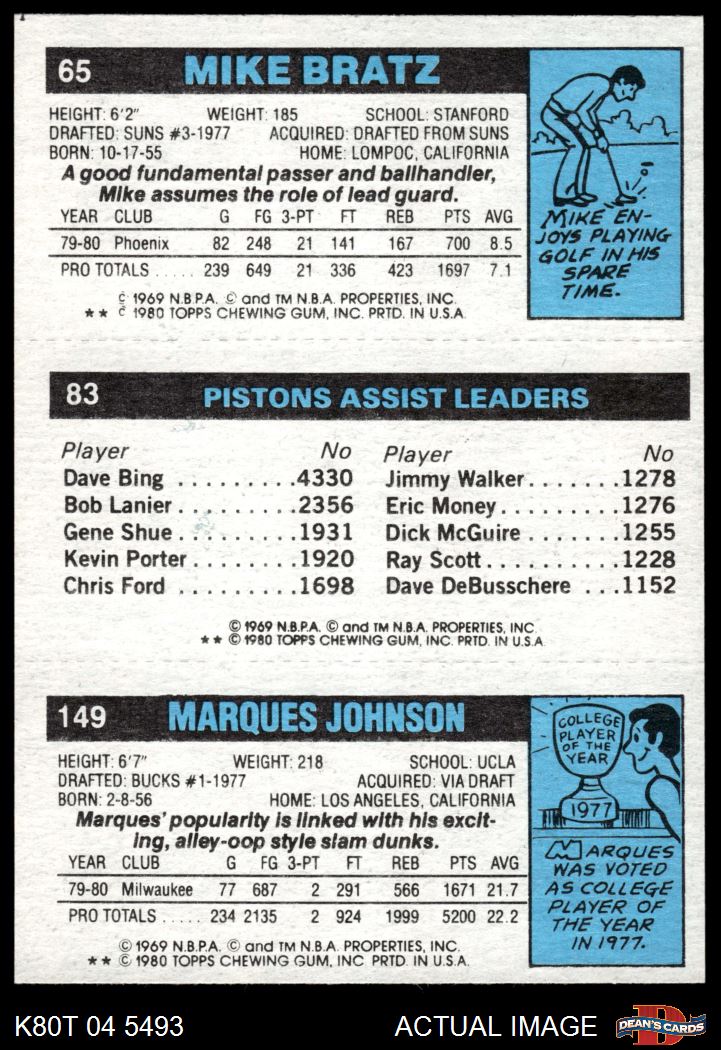 65 MIKE BRATZ
HEIGHT: 6'2" WEIGHT: 185 SCHOOL: STANFORD
DRAFTED: SUNS #3-1977 ACQUIRED: DRAFTED FROM SUNS
BORN: 10-17-55 HOME: LOMPOC, CALIFORNIA
A good fundamental passer and ballhandler,
Mike assumes the role of lead guard.
YEAR CLUB G FG 3-PT FT REB PTS AVG
79-80 Phoenix 82 248 21 141 167 700 8.5
PRO TOTALS ..... 239 649 21 336 423 1697 7.1
© 1969 N.B.P.A. © and TM N.B.A. PROPERTIES, INC.
★★ © 1980 TOPPS CHEWING GUM, INC. PRTD. IN U.S.A.
MIKE EN-
JOYS PLAYING
GOLF IN HIS
SPARE
TIME.
83 PISTONS ASSIST LEADERS
Player No Player No
Dave Bing .........4330 Jimmy Walker.......1278
Bob Lanier .........2356 Eric Money.........1276
Gene Shue .........1931 Dick McGuire .......1255
Kevin Porter ........1920 Ray Scott..........1228
Chris Ford .........1698 Dave DeBusschere ...1152
© 1969 N.B.P.A. © and TM N.B.A. PROPERTIES, INC.
★★ © 1980 TOPPS CHEWING GUM, INC. PRTD. IN U.S.A.
149 MARQUES JOHNSON
HEIGHT: 6'7" WEIGHT: 218 SCHOOL: UCLA
DRAFTED: BUCKS #1-1977 ACQUIRED: VIA DRAFT
BORN: 2-8-56 HOME: LOS ANGELES, CALIFORNIA
Marques' popularity is linked with his excit-
ing, alley-oop style slam dunks.
YEAR CLUB G FG 3-PT FT REB PTS AVG
79-80 Milwaukee 77 687 2 291 566 1671 21.7
PRO TOTALS ..... 234 2135 2 924 1999 5200 22.2
© 1969 N.B.P.A. © and TM N.B.A. PROPERTIES, INC.
★★ © 1980 TOPPS CHEWING GUM, INC PRTD. IN U.S.A.
COLLEGE
PLAYER
OF THE
YEAR
1977
MARQUES
WAS VOTED
AS COLLEGE
PLAYER OF
THE YEAR
IN 1977.
K80T 04 5493 ACTUAL IMAGE D DEAN'S CARDS